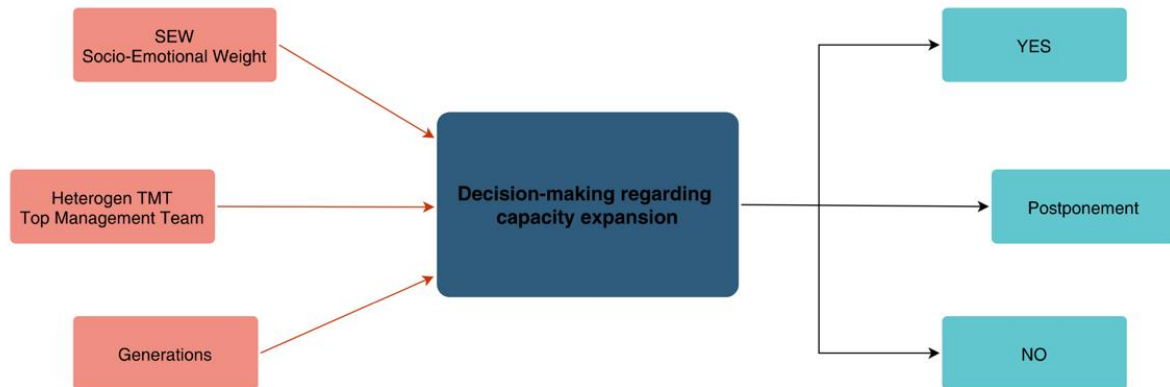 SEW
Socio-Emotional Weight
Heterogen TMT
Top Management Team
Generations
Decision-making regarding
capacity expansion
YES
Postponement
NO